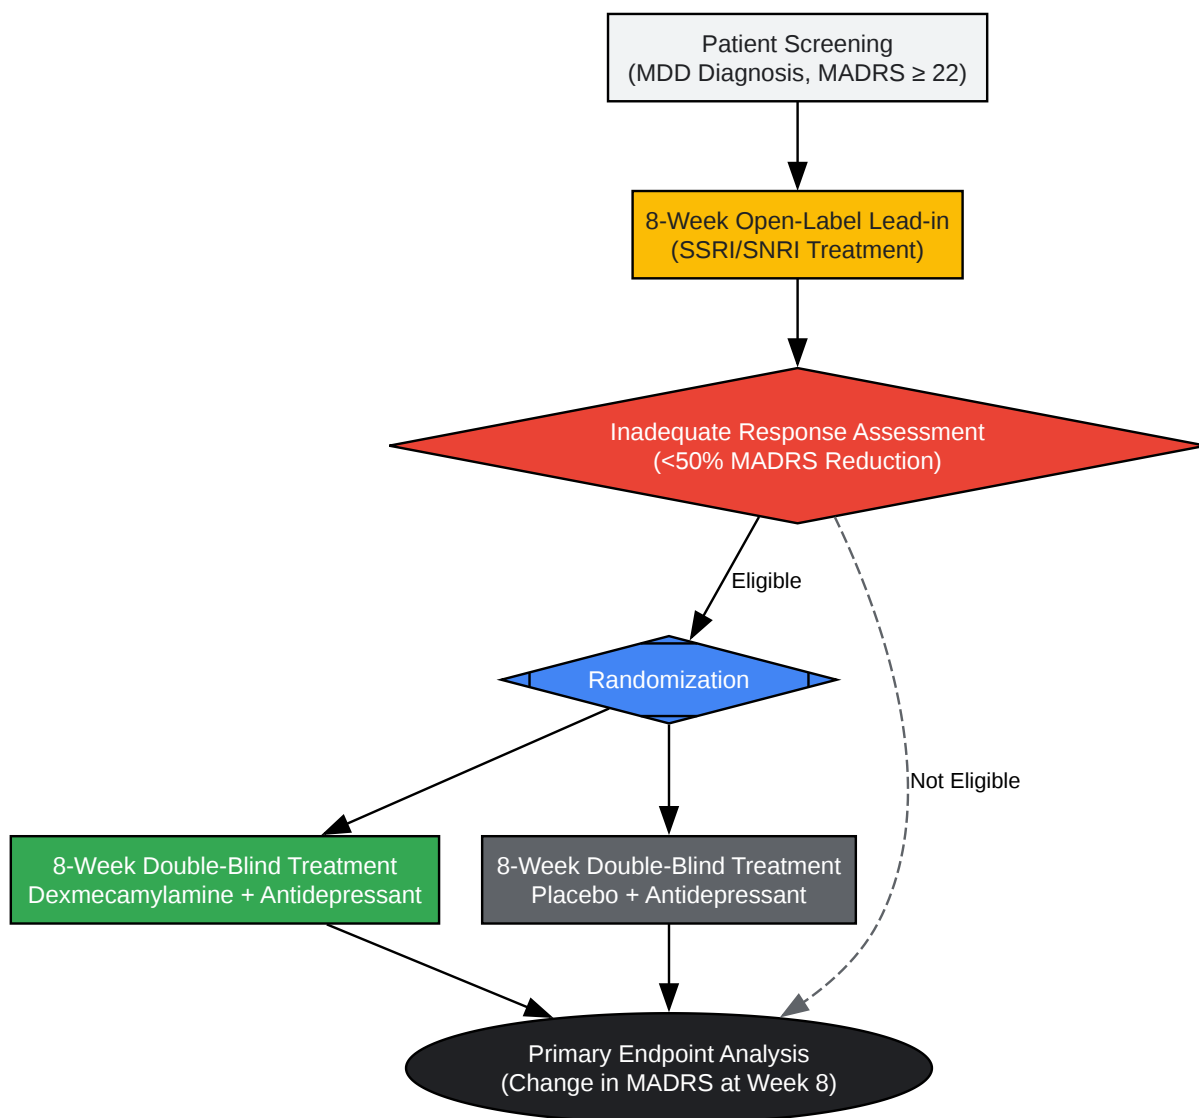 Patient Screening
(MDD Diagnosis, MADRS ≥ 22)
8-Week Open-Label Lead-in
(SSRI/SNRI Treatment)
Inadequate Response Assessment
(<50% MADRS Reduction)
Eligible
Randomization
Not Eligible
8-Week Double-Blind Treatment
Dexmecamylamine + Antidepressant
8-Week Double-Blind Treatment
Placebo + Antidepressant
Primary Endpoint Analysis
(Change in MADRS at Week 8)